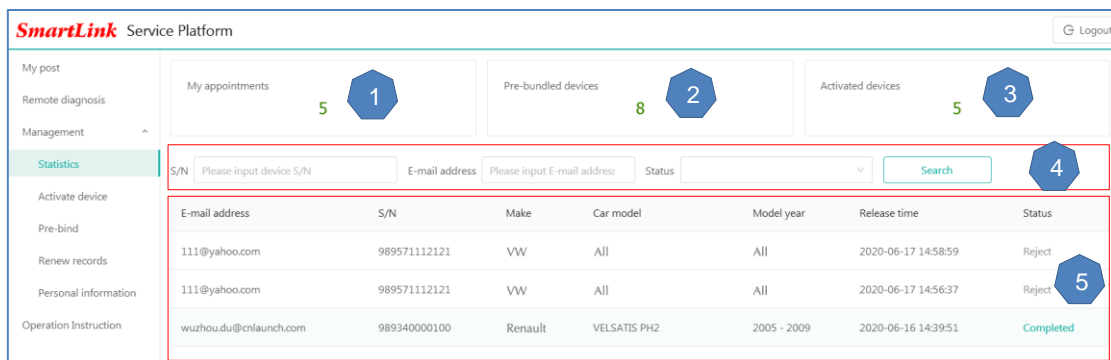 SmartLink Service Platform
Logout
My post
Remote diagnosis
Management
Statistics
Activate device
Pre-bind
Renew records
Personal information
Operation Instruction
My appointments
5
1
Pre-bundled devices
8
2
Activated devices
5
3
S/N Please input device S/N E-mail address Please input E-mail addres Status Search
4
E-mail address S/N Make Car model Model year Release time Status
111@yahoo.com 989571112121 VW All All 2020-06-17 14:58:59 Reject
111@yahoo.com 989571112121 VW All All 2020-06-17 14:56:37 Reject
5
wuzhou.du@cnlaunch.com 989340000100 Renault VELSATIS PH2 2005 - 2009 2020-06-16 14:39:51 Completed